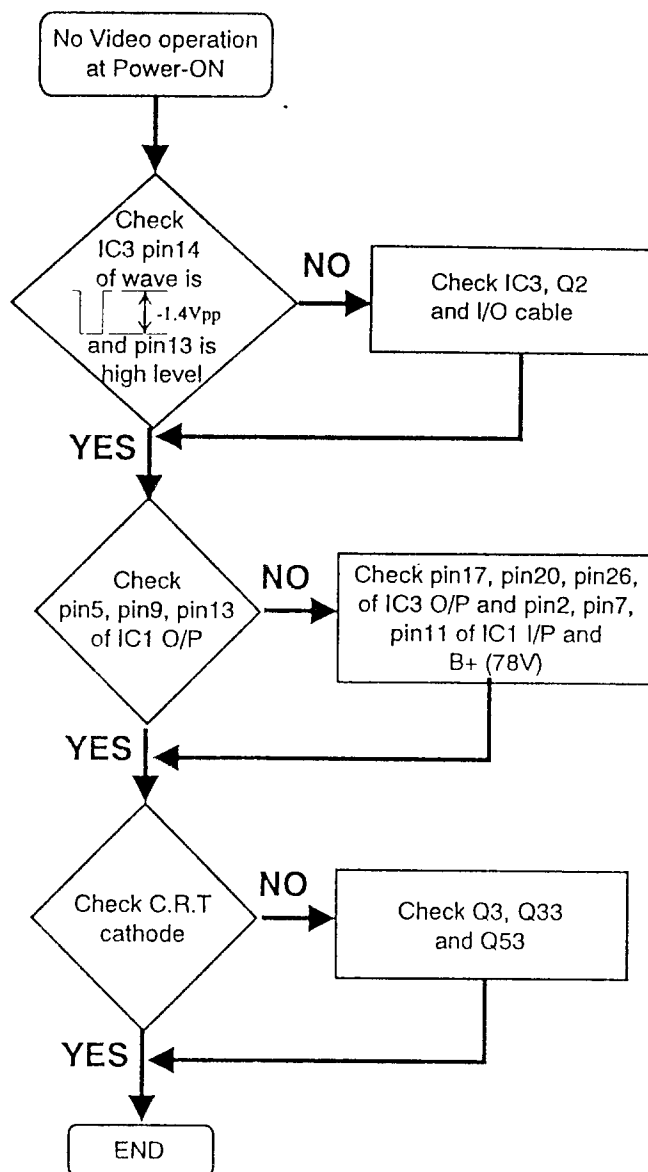 No Video operation
at Power-ON
Check
IC3 pin14
of wave is
-1.4Vpp
and pin13 is
high level
NO
Check IC3, Q2
and I/O cable
YES
Check
pin5, pin9, pin13
of IC1 O/P
NO
Check pin17, pin20, pin26,
of IC3 O/P and pin2, pin7,
pin11 of IC1 I/P and
B+ (78V)
YES
Check C.R.T
cathode
NO
Check Q3, Q33
and Q53
YES
END